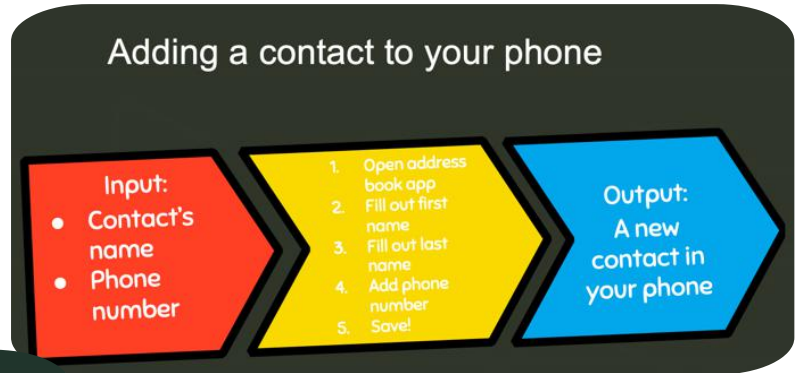 Adding a contact to your phone
Input:
● Contact's
name
● Phone
number
1. Open address
book app
2. Fill out first
name
3. Fill out last
name
4. Add phone
number
5. Save!
Output:
A new
contact in
your phone